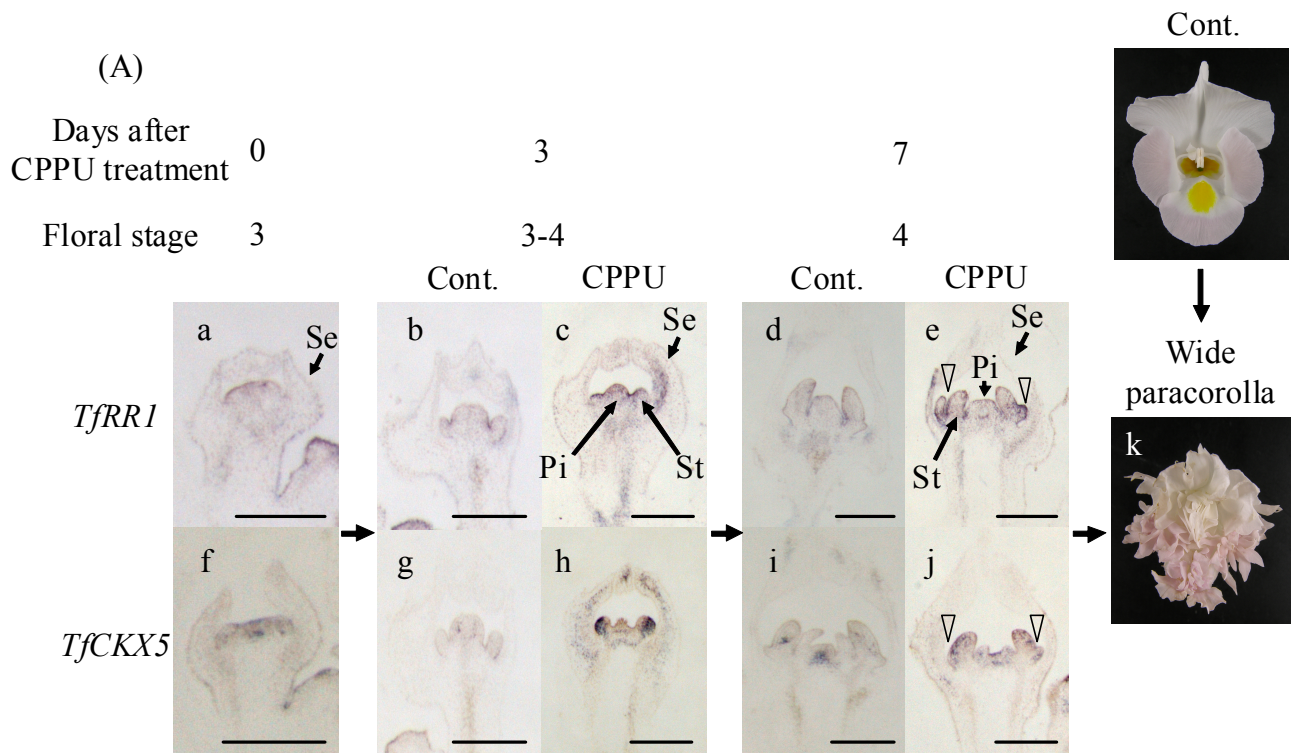 Cont.
(A)
Days after
CPPU treatment
0
3
7
Floral stage
3
3-4
4
Cont.
CPPU
Cont.
CPPU
Wide
paracorolla
TfRR1
a
Se
b
c
Se
Pi
St
d
e
Se
Pi
St
k
TfCKX5
f
g
h
i
j